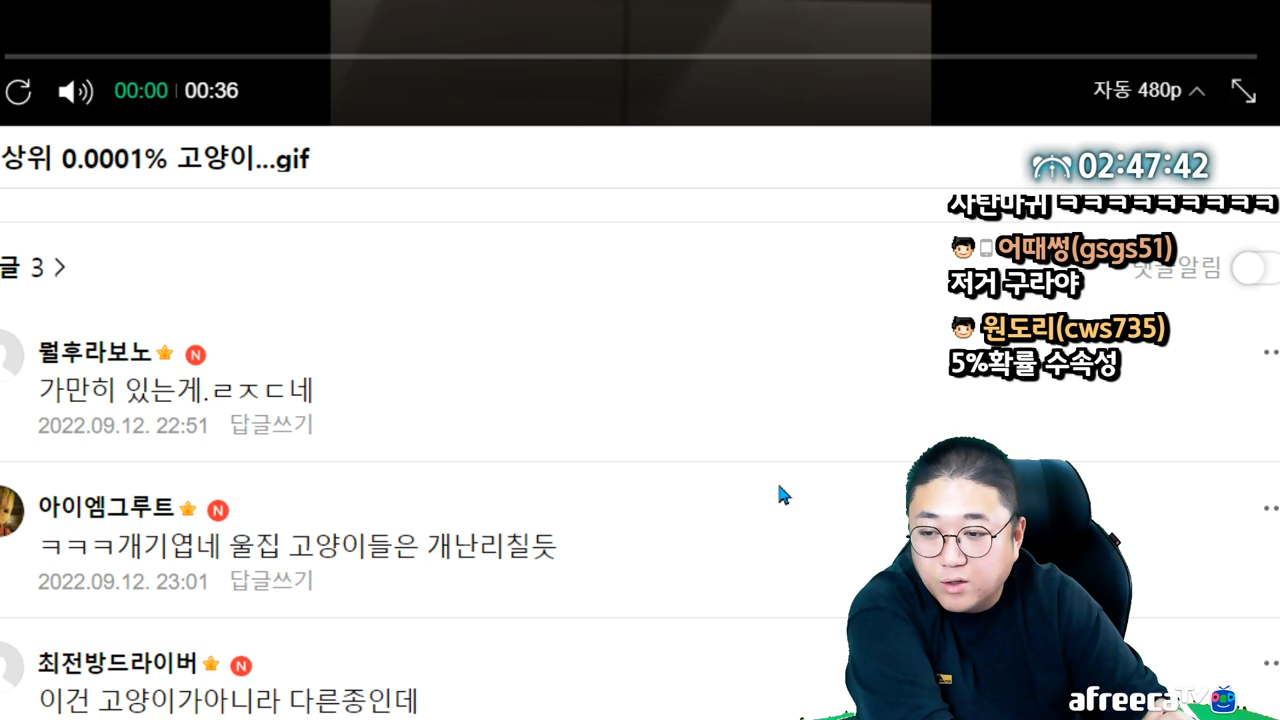 00:00 | 00:36
자동 480p
상위 0.0001% 고양이...gif
02:47:42
사탄바귀 ㅋㅋㅋㅋㅋㅋㅋㅋㅋ
글 3 >
어때썽(gsgs51)
댓글알림
저거 구라야
원도리(cws735)
5%확률 수속성
뭘후라보노 N
가만히 있는게.ㄹㅈㄷ네
2022.09.12. 22:51 답글쓰기
아이엠그루트 N
ㅋㅋㅋ개기엽네 울집 고양이들은 개난리칠듯
2022.09.12. 23:01 답글쓰기
최전방드라이버 N
이건 고양이가아니라 다른종인데
afreecaTV